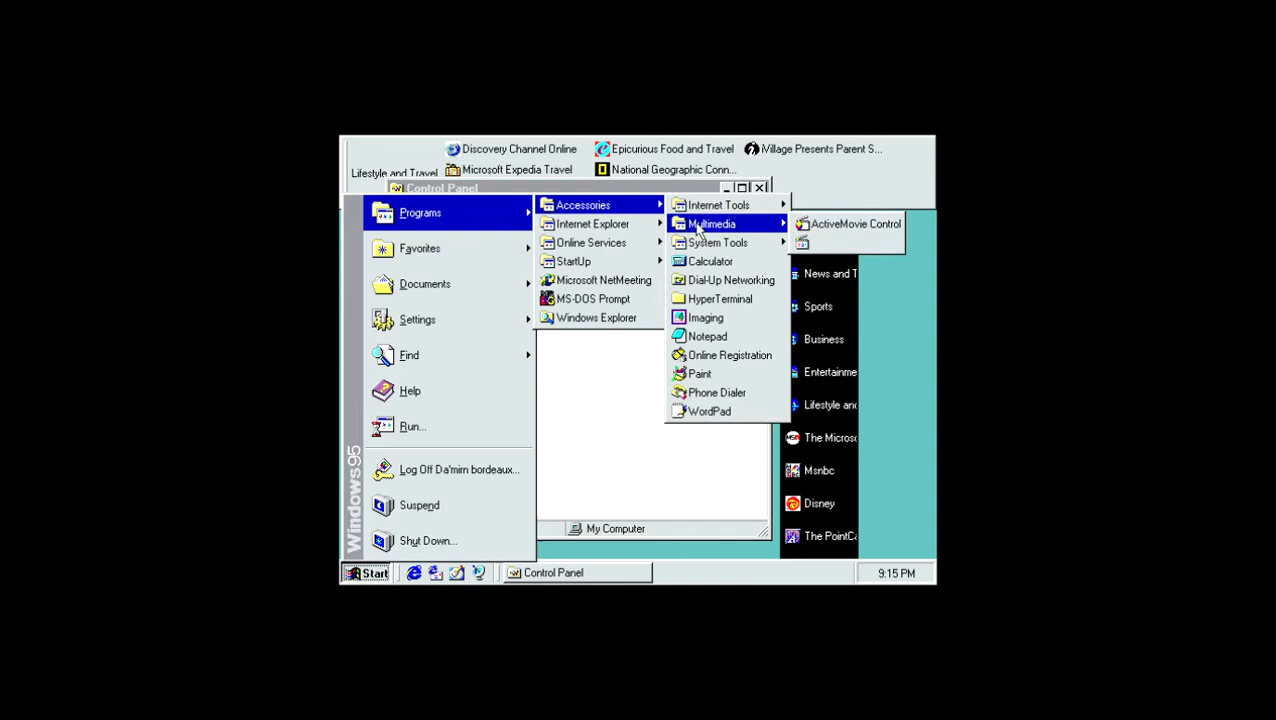 Discovery Channel Online
Epicurious Food and Travel
iVillage Presents Parent S...
Lifestyle and Travel
Microsoft Expedia Travel
National Geographic Conn...
Control Panel
Programs
Favorites
Documents
Settings
Find
Help
Run...
Log Off Da'mirn bordeaux...
Suspend
Shut Down...
Windows95
Accessories
Internet Explorer
Online Services
StartUp
Microsoft NetMeeting
MS-DOS Prompt
Windows Explorer
Internet Tools
Multimedia
System Tools
Calculator
Dial-Up Networking
HyperTerminal
Imaging
Notepad
Online Registration
Paint
Phone Dialer
WordPad
ActiveMovie Control
News and T
Sports
Business
Entertainme
Lifestyle and
The Microso
Msnbc
Disney
The PointCa
My Computer
Start
Control Panel
9:15 PM